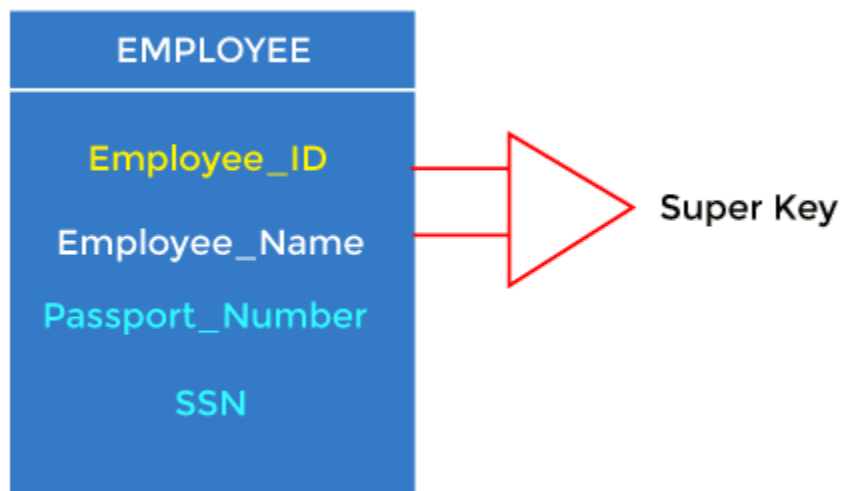 EMPLOYEE
Employee_ID
Employee_Name
Super Key
Passport_Number
SSN